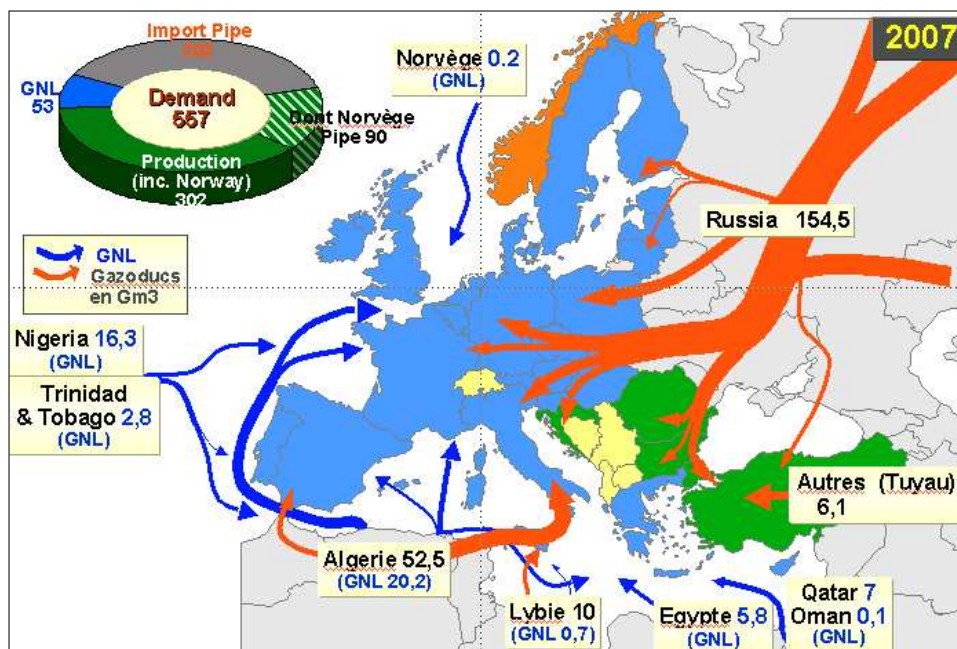 2007
Import Pipe
GNL
53
Demand
557
Dont Norvège
Pipe 90
Production
(inc. Norway)
302
Norvège 0.2
(GNL)
Russia 154,5
GNL
Gazoducs
en Gm3
Nigeria 16,3
(GNL)
Trinidad
& Tobago 2,8
(GNL)
Autres (Tuyau)
6,1
Algerie 52,5
(GNL 20,2)
Lybie 10
(GNL 0,7)
Egypte 5,8
(GNL)
Qatar 7
Oman 0,1
(GNL)